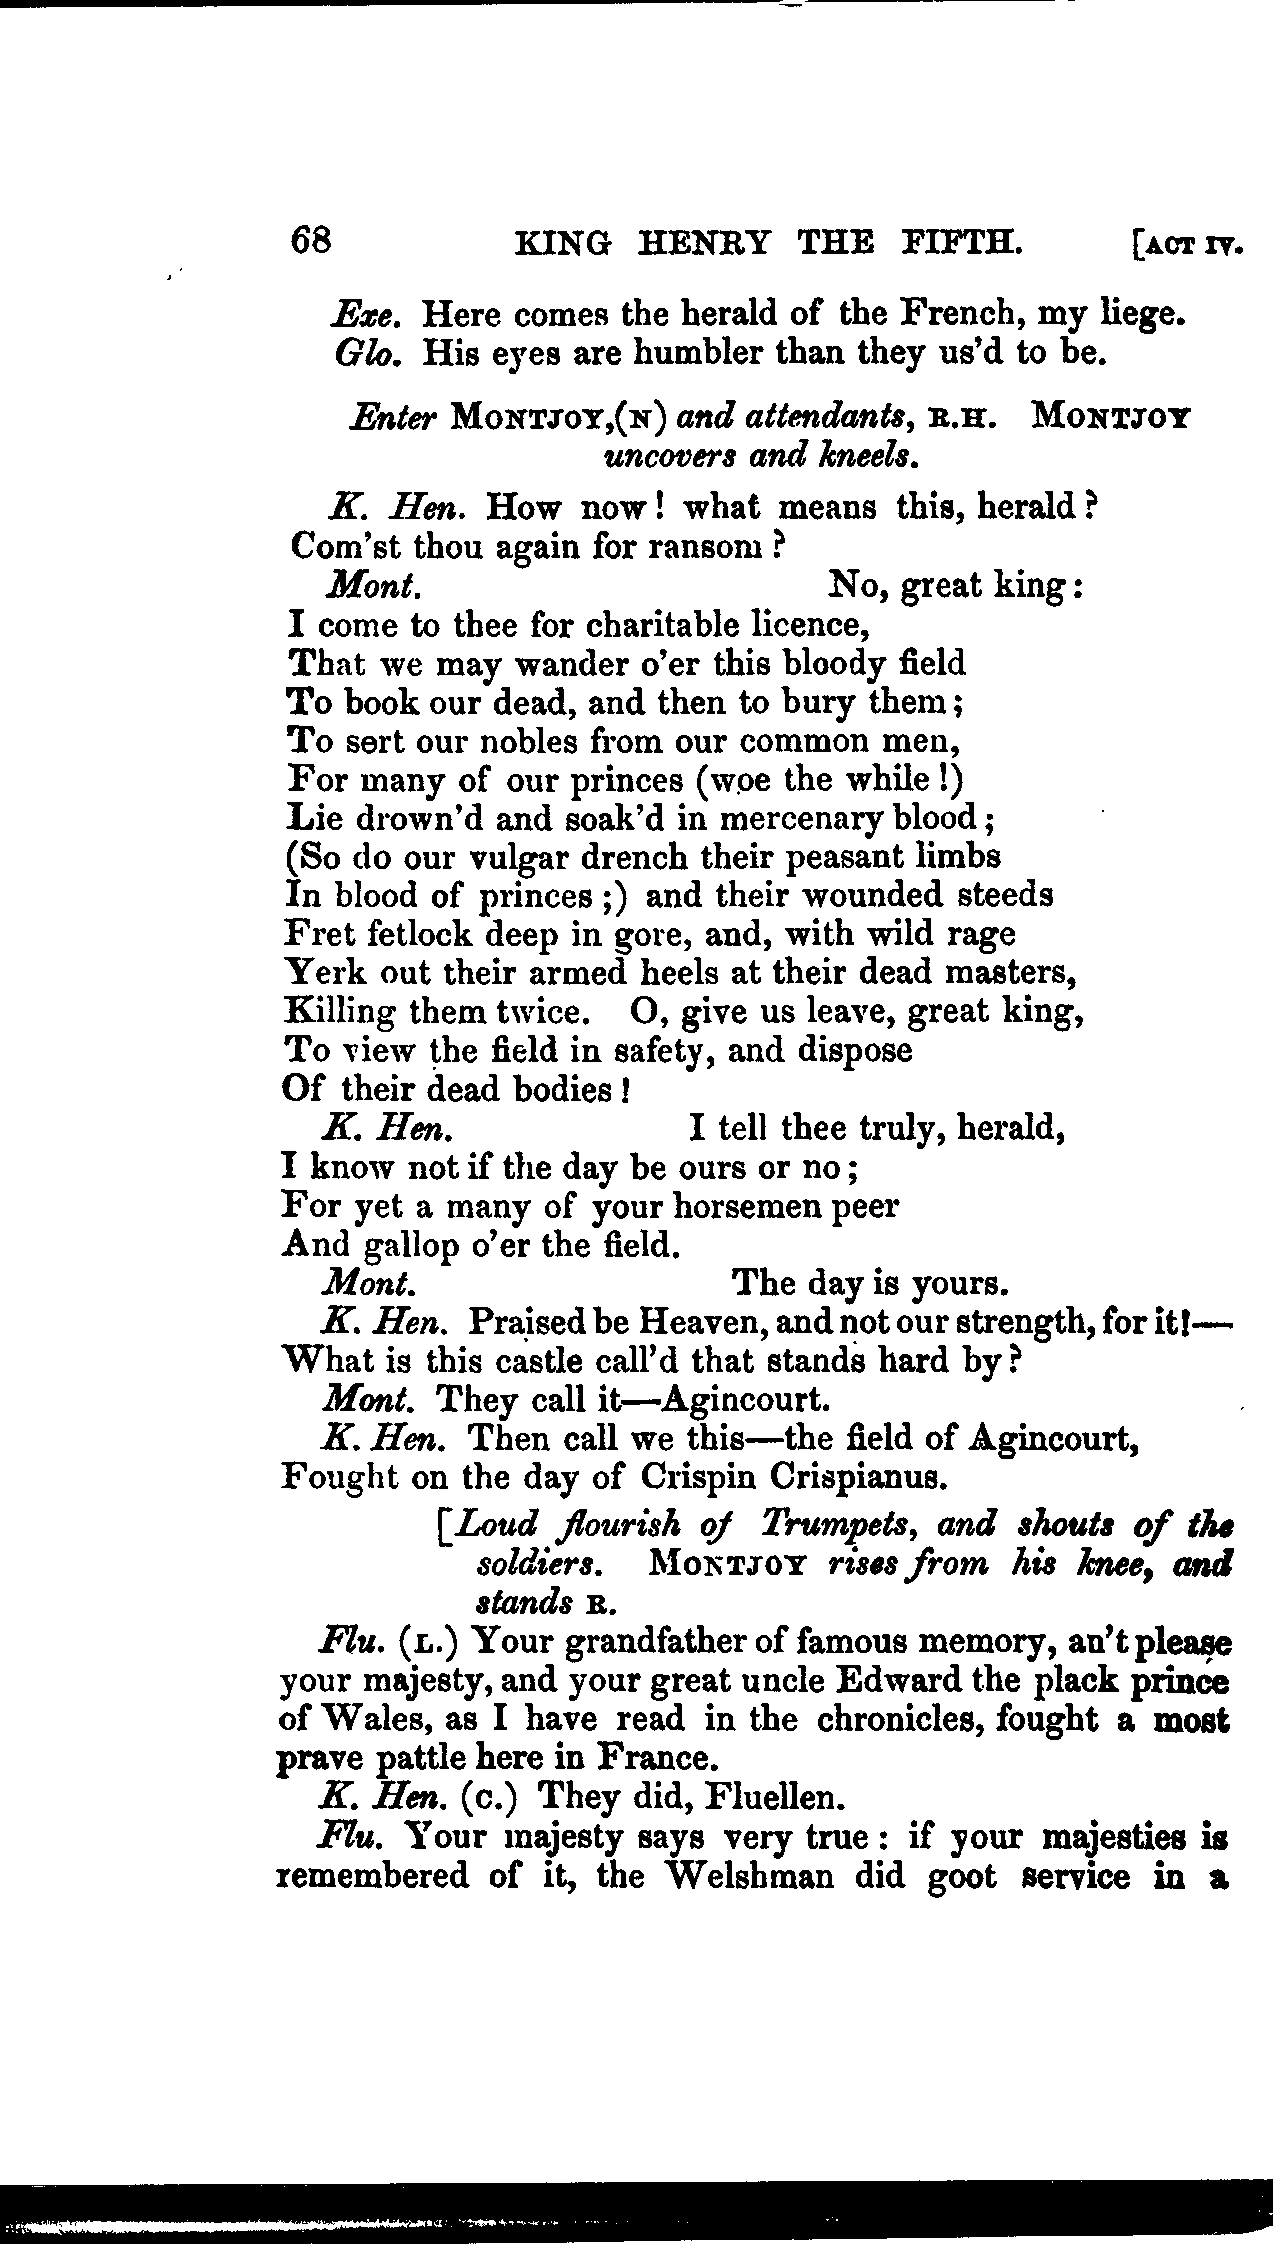 68 KING HENRY THE FIFTH. [ACT IV.
Exe. Here comes the herald of the French, my liege.
Glo. His eyes are humbler than they us'd to be.
Enter MONTJOY,(N) and attendants, R.H. MONTJOY
uncovers and kneels.
K. Hen. How now! what means this, herald?
Com'st thou again for ransom?
Mont. No, great king:
I come to thee for charitable licence,
That we may wander o'er this bloody field
To book our dead, and then to bury them;
To sort our nobles from our common men,
For many of our princes (woe the while!)
Lie drown'd and soak'd in mercenary blood;
(So do our vulgar drench their peasant limbs
In blood of princes;) and their wounded steeds
Fret fetlock deep in gore, and, with wild rage
Yerk out their armed heels at their dead masters,
Killing them twice. O, give us leave, great king,
To view the field in safety, and dispose
Of their dead bodies!
K. Hen. I tell thee truly, herald,
I know not if the day be ours or no;
For yet a many of your horsemen peer
And gallop o'er the field.
Mont. The day is yours.
K. Hen. Praised be Heaven, and not our strength, for it!—
What is this castle call'd that stands hard by?
Mont. They call it—Agincourt.
K. Hen. Then call we this—the field of Agincourt,
Fought on the day of Crispin Crispianus.
[Loud flourish of Trumpets, and shouts of the
soldiers. MONTJOY rises from his knee, and
stands R.
Flu. (L.) Your grandfather of famous memory, an't please
your majesty, and your great uncle Edward the plack prince
of Wales, as I have read in the chronicles, fought a most
prave pattle here in France.
K. Hen. (C.) They did, Fluellen.
Flu. Your majesty says very true: if your majesties is
remembered of it, the Welshman did goot service in a